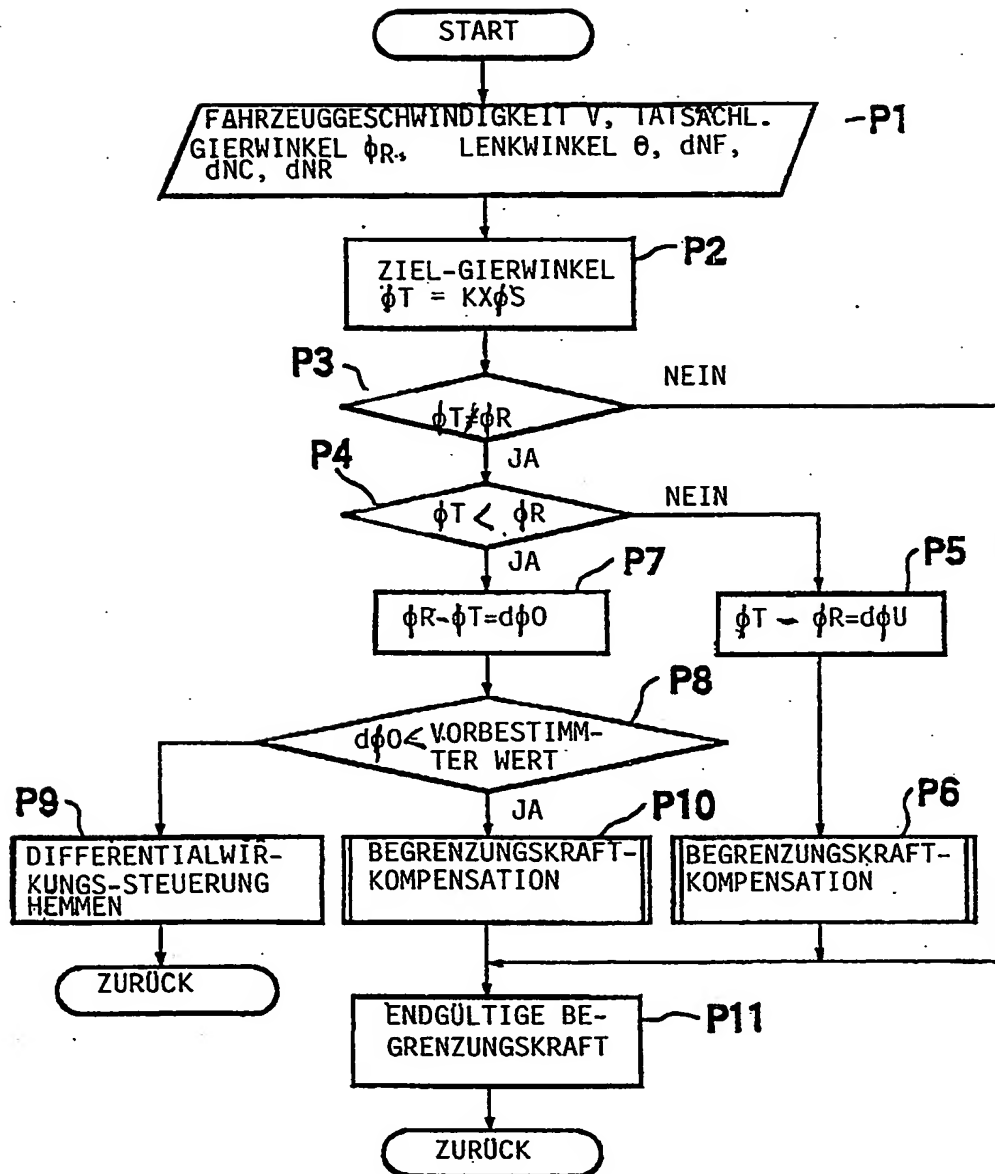 START
FAHRZEUGGESCHWINDIGKEIT V, TATSÄCHL.
GIERWINKEL ϕR, LENKWINKEL θ, dNF,
dNC, dNR
P1
ZIEL-GIERWINKEL
ϕT = KXϕS
P2
P3
ϕT≠ϕR
NEIN
JA
P4
ϕT < ϕR
NEIN
JA
P7
ϕR-ϕT=dϕO
P5
ϕT - ϕR=dϕU
P8
dϕO< VORBESTIMM-
TER WERT
JA
P9
DIFFERENTIALWIR-
KUNGS-STEUERUNG
HEMMEN
P10
BEGRENZUNGSKRAFT-
KOMPENSATION
P6
BEGRENZUNGSKRAFT-
KOMPENSATION
ZURÜCK
ENDGÜLTIGE BE-
GRENZUNGSKRAFT
P11
ZURÜCK